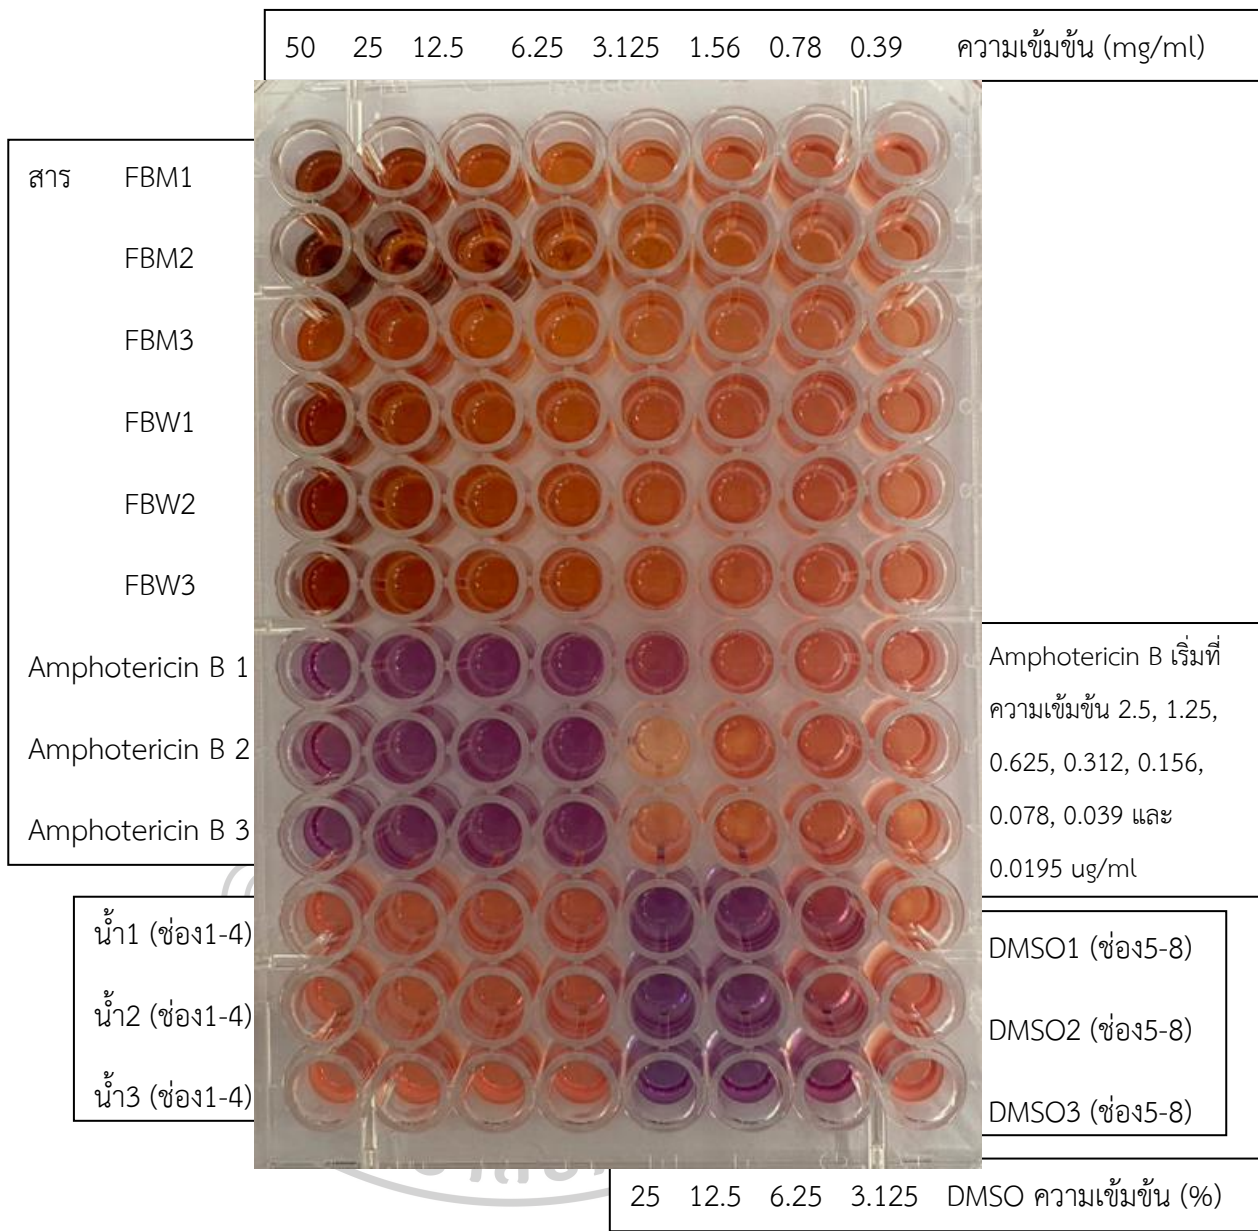 50 25 12.5 6.25 3.125 1.56 0.78 0.39 ความเข้มข้น (mg/ml)
สาร FBM1
FBM2
FBM3
FBW1
FBW2
FBW3
Amphotericin B 1
Amphotericin B 2
Amphotericin B 3
Amphotericin B เริ่มที่
ความเข้มข้น 2.5, 1.25,
0.625, 0.312, 0.156,
0.078, 0.039 และ
0.0195 ug/ml
น้ำ1 (ช่อง1-4)
น้ำ2 (ช่อง1-4)
น้ำ3 (ช่อง1-4)
DMSO1 (ช่อง5-8)
DMSO2 (ช่อง5-8)
DMSO3 (ช่อง5-8)
25 12.5 6.25 3.125 DMSO ความเข้มข้น (%)